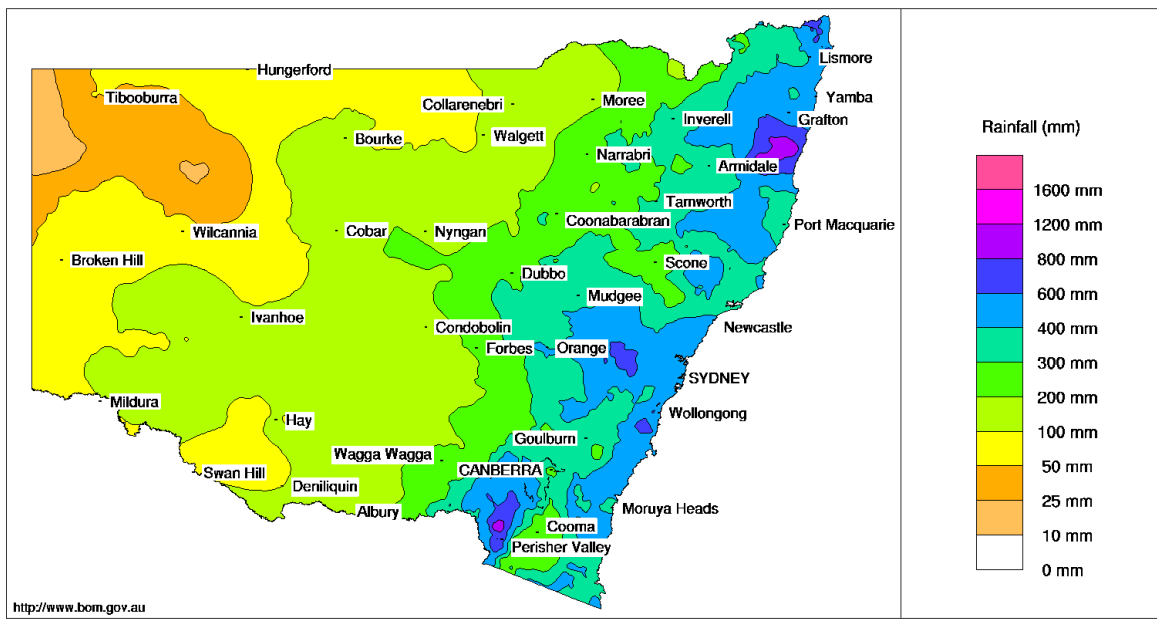 Hungerford
Lismore
Tibooburra
Collarenebri
Moree
Yamba
Inverell
Grafton
Bourke
Walgett
Narrabri
Armidale
Tamworth
Coonabarabran
Port Macquarie
Wilcannia
Cobar
Nyngan
Broken Hill
Scone
Dubbo
Mudgee
Ivanhoe
Condobolin
Newcastle
Forbes
Orange
SYDNEY
Mildura
Wollongong
Hay
Goulburn
Wagga Wagga
Swan Hill
CANBERRA
Deniliquin
Albury
Moruya Heads
Cooma
Perisher Valley
http://www.bom.gov.au
Rainfall (mm)
1600 mm
1200 mm
800 mm
600 mm
400 mm
300 mm
200 mm
100 mm
50 mm
25 mm
10 mm
0 mm